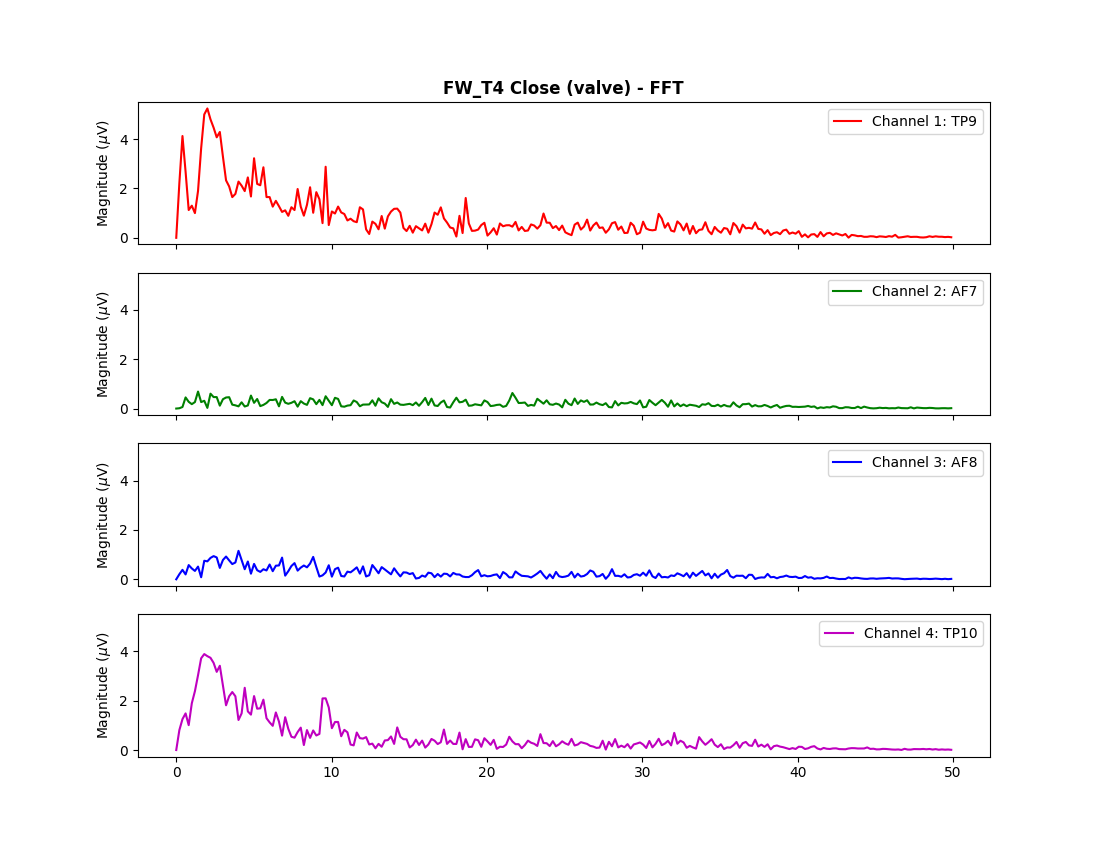 FW_T4 Close (valve) - FFT
Magnitude (μV)
4
2
0
Channel 1: TP9
Magnitude (μV)
4
2
0
Channel 2: AF7
Magnitude (μV)
4
2
0
Channel 3: AF8
Magnitude (μV)
4
2
0
Channel 4: TP10
0 10 20 30 40 50